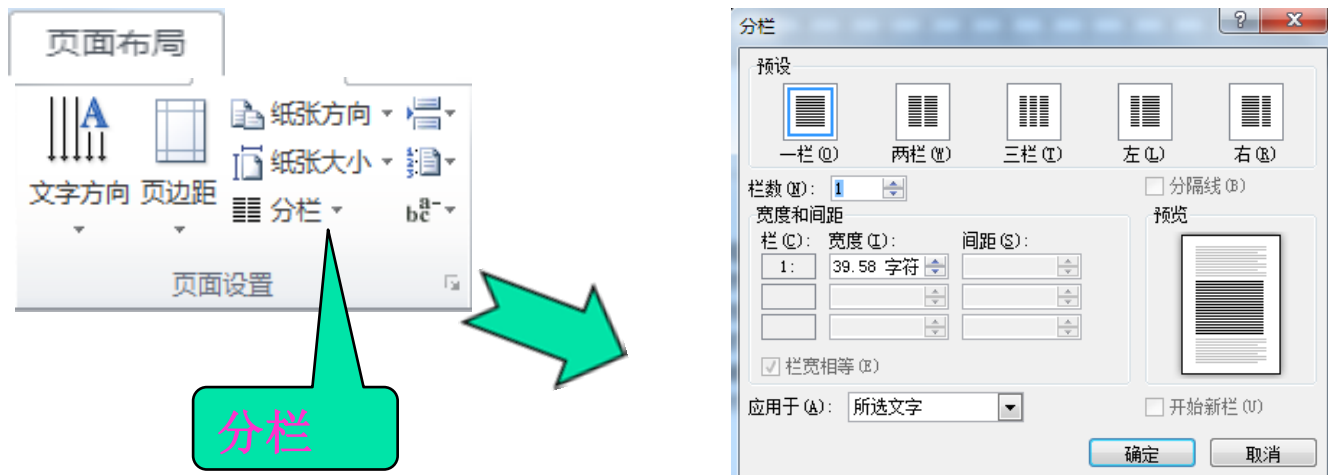 页面布局
文字方向
页边距
纸张方向
纸张大小
分栏
页面设置
分栏
分栏
预设
一栏(O) 两栏(W) 三栏(T) 左(L) 右(R)
栏数(N): 1
分隔线(B)
宽度和间距
栏(C): 宽度(I): 间距(S):
1: 39.58 字符
栏宽相等(E)
预览
应用于(A): 所选文字
开始新栏(U)
确定 取消